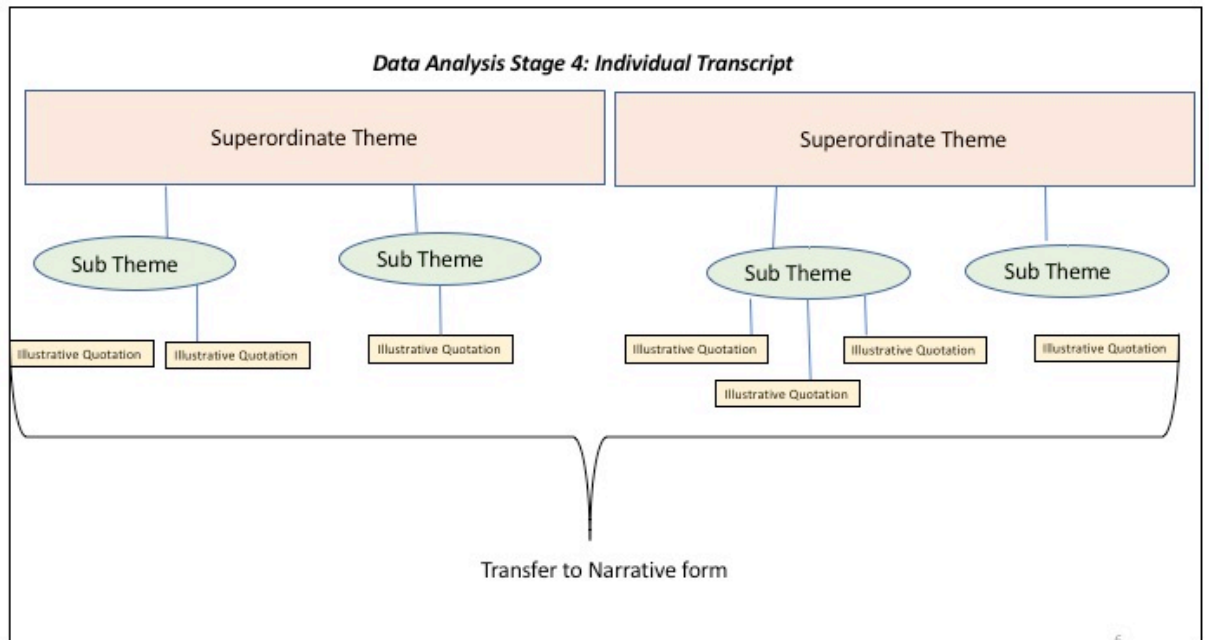 Data Analysis Stage 4: Individual Transcript
Superordinate Theme
Superordinate Theme
Sub Theme
Sub Theme
Sub Theme
Sub Theme
Illustrative Quotation
Illustrative Quotation
Illustrative Quotation
Illustrative Quotation
Illustrative Quotation
Illustrative Quotation
Illustrative Quotation
Transfer to Narrative form